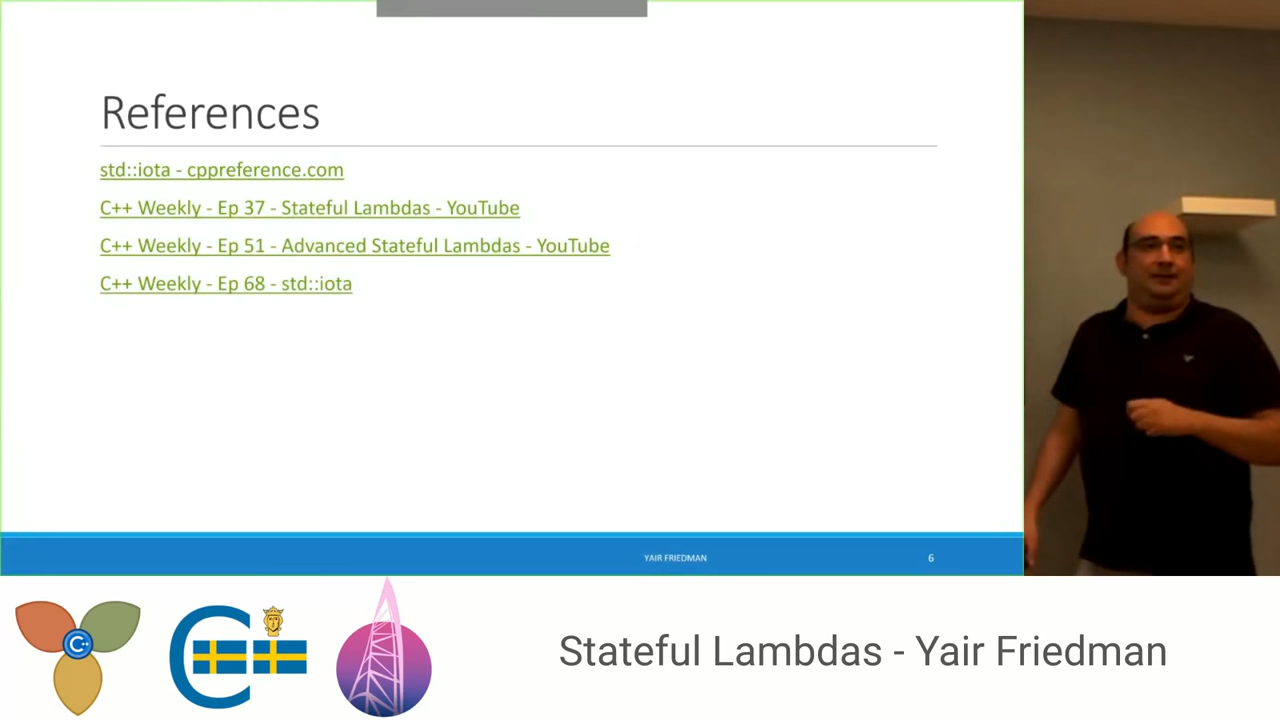 References
std::iota - cppreference.com
C++ Weekly - Ep 37 - Stateful Lambdas - YouTube
C++ Weekly - Ep 51 - Advanced Stateful Lambdas - YouTube
C++ Weekly - Ep 68 - std::iota
YAIR FRIEDMAN
6
C++
C++
Stateful Lambdas - Yair Friedman